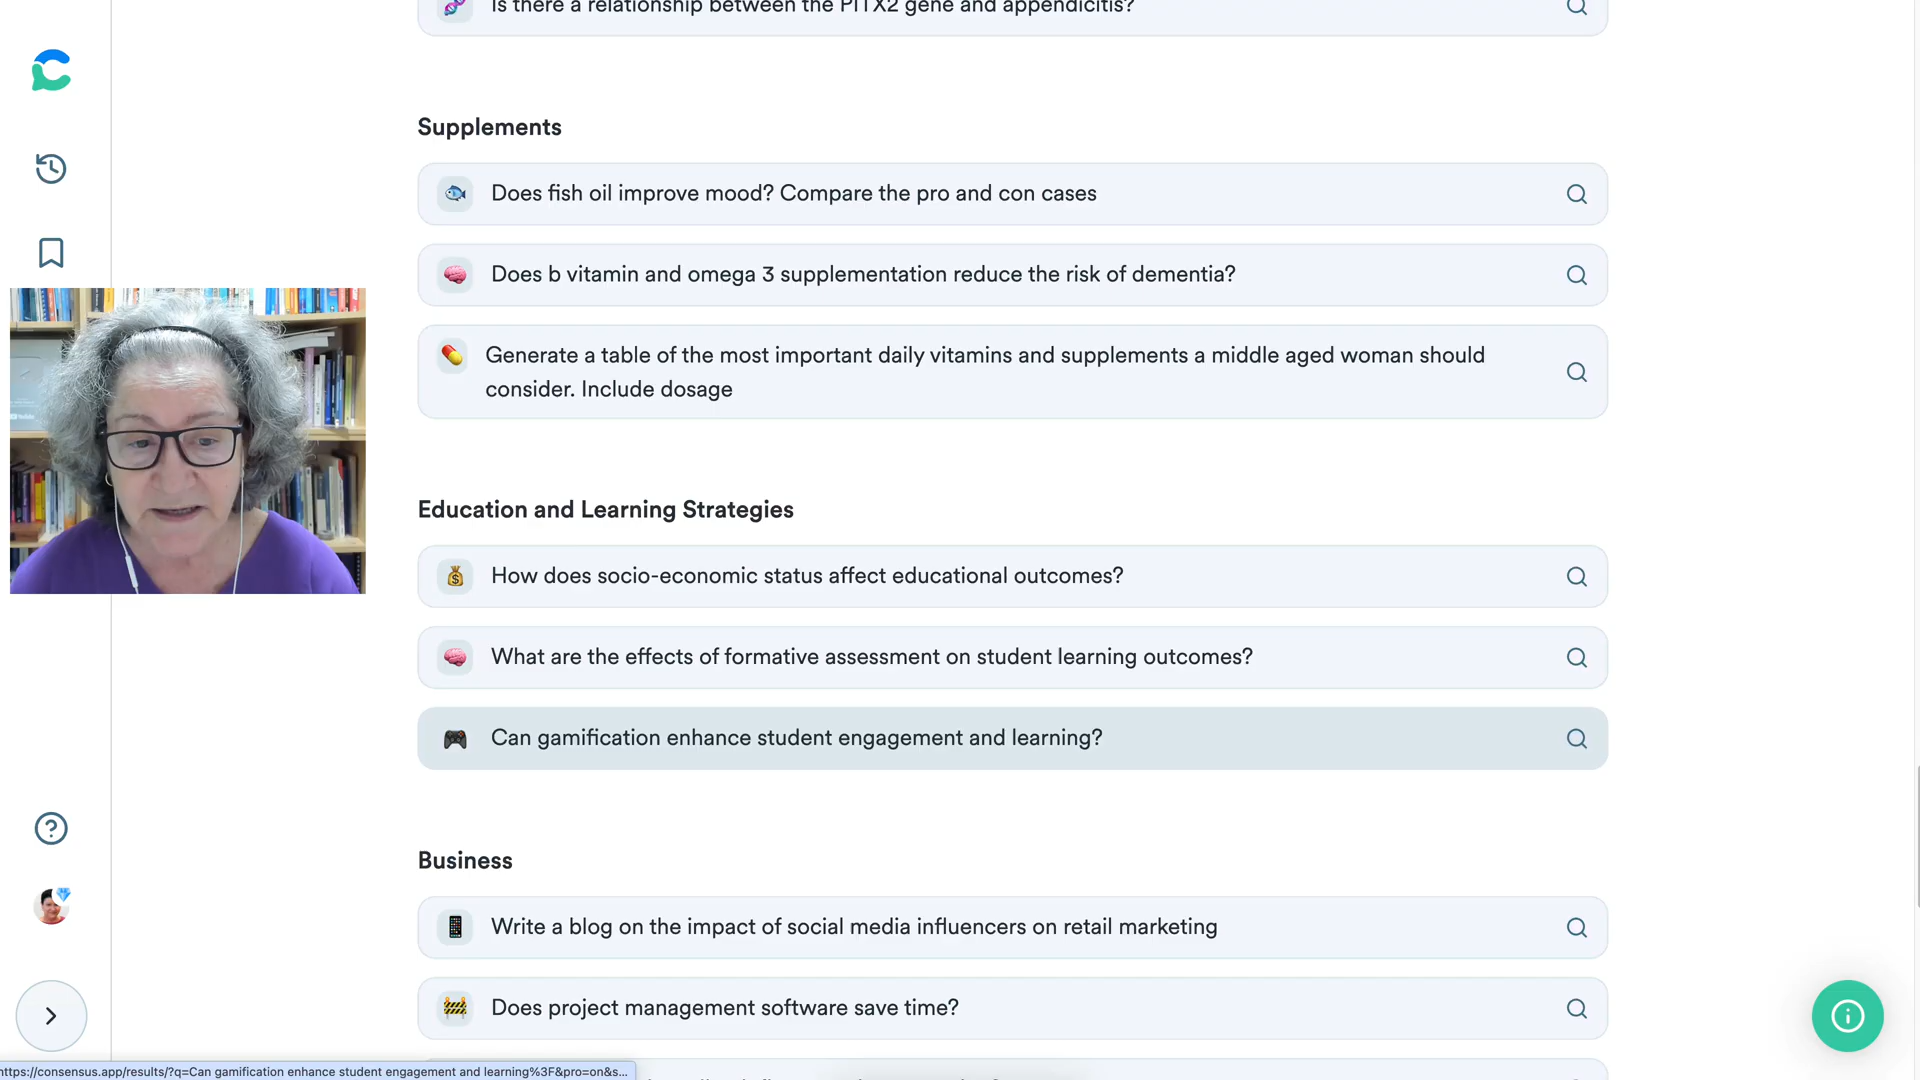 Is there a relationship between the PITX2 gene and appendicitis?
Supplements
Does fish oil improve mood? Compare the pro and con cases
Does b vitamin and omega 3 supplementation reduce the risk of dementia?
Generate a table of the most important daily vitamins and supplements a middle aged woman should
consider. Include dosage
Education and Learning Strategies
How does socio-economic status affect educational outcomes?
What are the effects of formative assessment on student learning outcomes?
Can gamification enhance student engagement and learning?
Business
Write a blog on the impact of social media influencers on retail marketing
Does project management software save time?
https://consensus.app/results/?q=Can gamification enhance student engagement and learning%3F&pro=on&s...